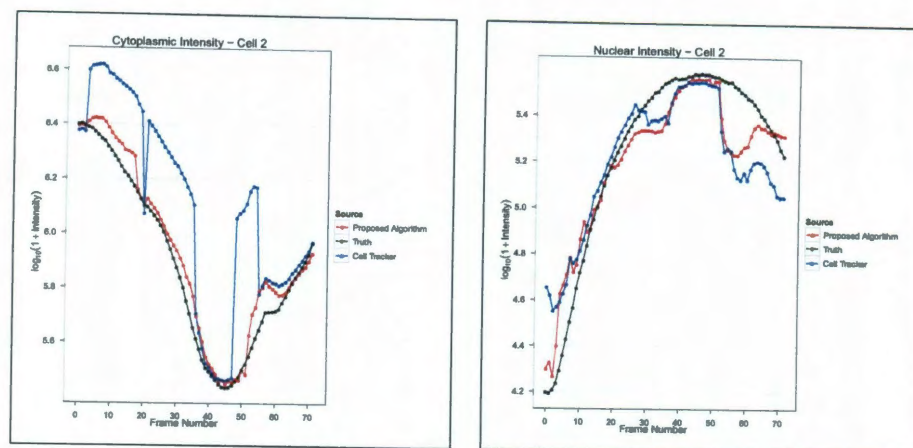 Cytoplasmic Intensity – Cell 2
log10(1 + Intensity)
6.6
6.4
6.2
6.0
5.8
5.6
0 10 20 30 40 50 60 70
Frame Number
Source
Proposed Algorithm
Truth
Cell Tracker
Nuclear Intensity – Cell 2
log10(1 + Intensity)
5.4
5.2
5.0
4.8
4.6
4.4
4.2
0 10 20 30 40 50 60 70
Frame Number
Source
Proposed Algorithm
Truth
Cell Tracker